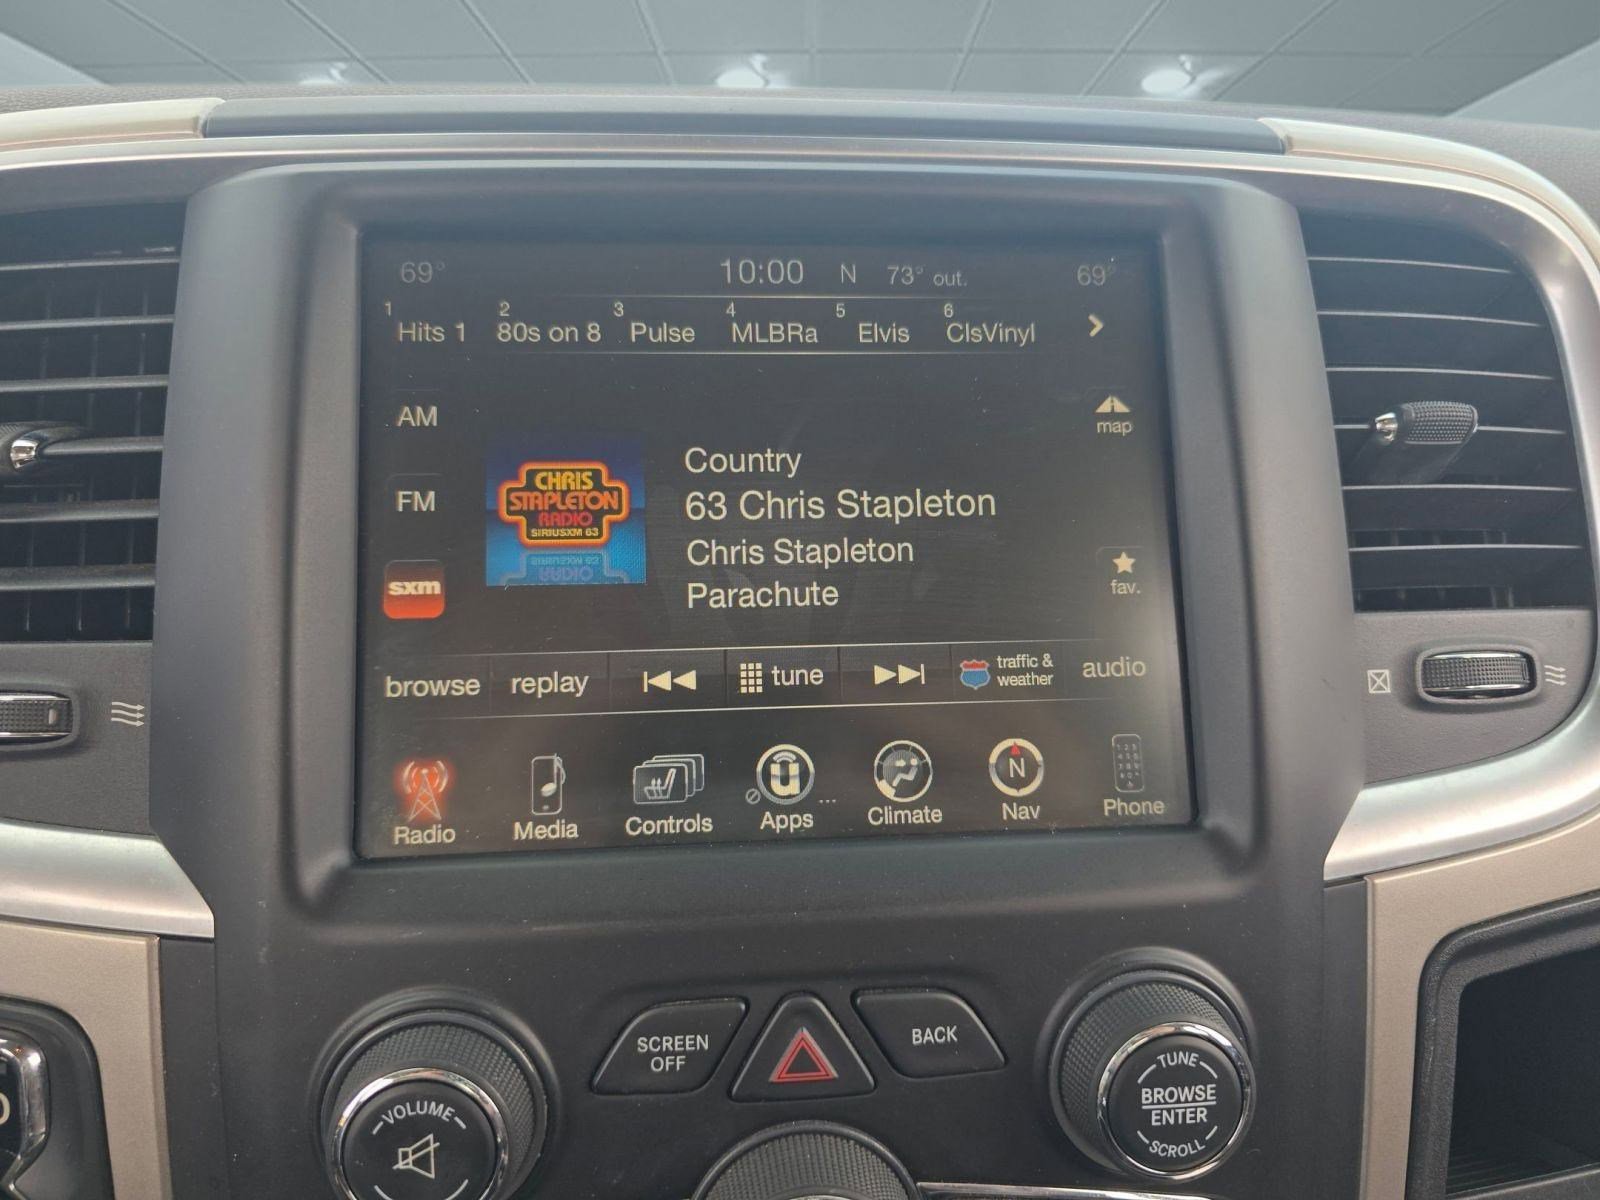 69° 10:00 N 73° out. 69°
1 2 3 4 5 6
Hits 1 80s on 8 Pulse MLBRa Elvis ClsVinyl
AM
map
FM
CHRIS
STAPLETON
RADIO
SIRIUSXM 63
Country
63 Chris Stapleton
Chris Stapleton
Parachute
sxm
fav.
browse replay tune traffic &
weather audio
Radio Media Controls Apps ... Climate N Nav Phone
SCREEN
OFF
BACK
VOLUME
TUNE
BROWSE
ENTER
SCROLL